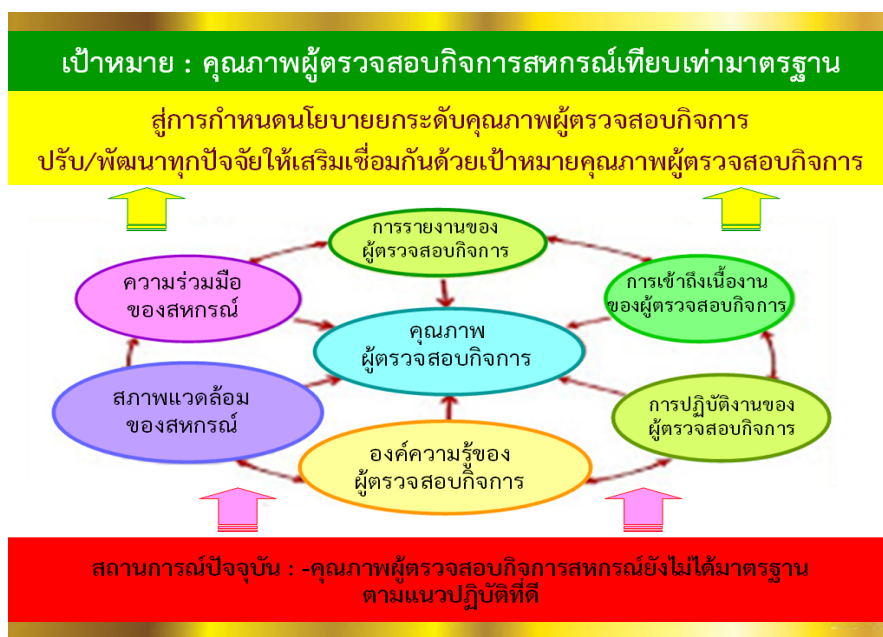 เป้าหมาย : คุณภาพผู้ตรวจสอบกิจการสหกรณ์เทียบเท่ามาตรฐาน
สู่การกำหนดนโยบายยกระดับคุณภาพผู้ตรวจสอบกิจการ
ปรับ/พัฒนาทุกปัจจัยให้เสริมเชื่อมกันด้วยเป้าหมายคุณภาพผู้ตรวจสอบกิจการ
การรายงานของ
ผู้ตรวจสอบกิจการ
ความร่วมมือ
ของสหกรณ์
การเข้าถึงเนื้องาน
ของผู้ตรวจสอบกิจการ
คุณภาพ
ผู้ตรวจสอบกิจการ
สภาพแวดล้อม
ของสหกรณ์
การปฏิบัติงานของ
ผู้ตรวจสอบกิจการ
องค์ความรู้ของ
ผู้ตรวจสอบกิจการ
สถานการณ์ปัจจุบัน : -คุณภาพผู้ตรวจสอบกิจการสหกรณ์ยังไม่ได้มาตรฐาน
ตามแนวปฏิบัติที่ดี